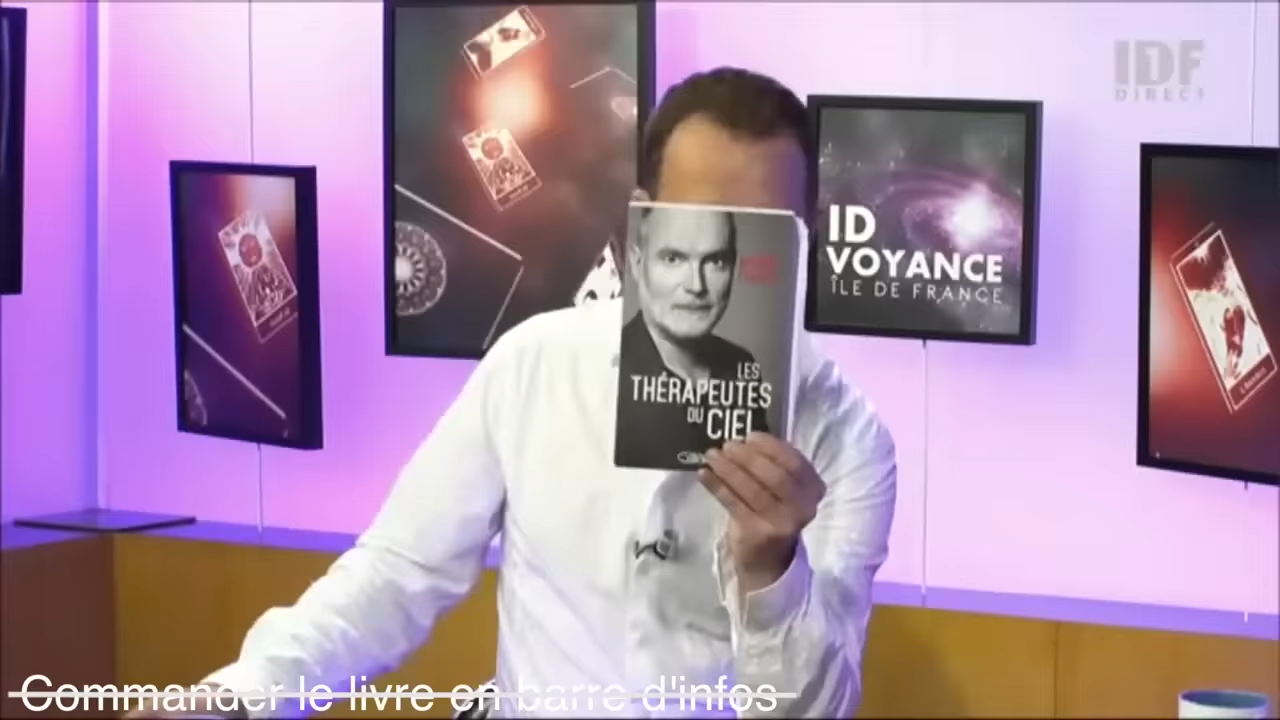 IDF
DIRECT
ID
VOYANCE
ÎLE DE FRANCE
LES
THÉRAPEUTES
DU CIEL
Commander le livre en barre d'infos